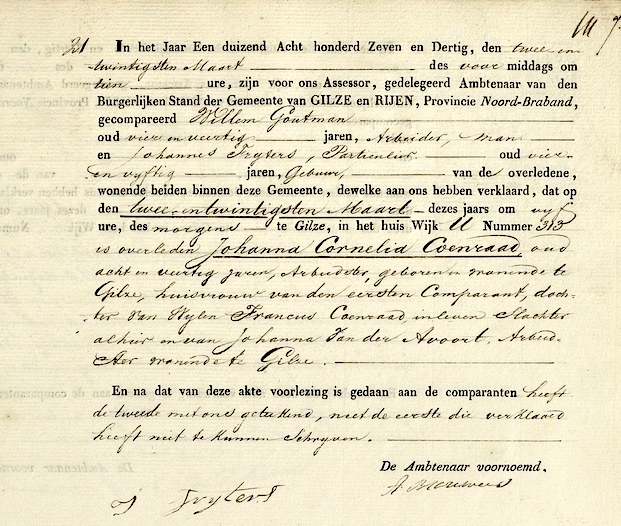 21 In het Jaar Een duizend Acht honderd Zeven en Dertig, den twee en
twintigsten Maart des voor middags om
tien ure, zijn voor ons Assessor, gedelegeerd Ambtenaar van den
Burgerlijken Stand der Gemeente van GILZE en RIJEN, Provincie Noord-Braband,
gecompareerd Willem Goutman
oud vier en veertig jaren, Arbeider, man
en Johannes Fryters, Particulier oud vier
en vyftig jaren, Gebuur, van de overledene,
wonende beiden binnen deze Gemeente, dewelke aan ons hebben verklaard, dat op
den twee entwintigsten Maart dezes jaars om vyf
ure, des morgens te Gilze, in het huis Wijk U Nummer 313
is overleden Johanna Cornelia Coenraad, oud
acht en veertig jaren, Arbeidster, geboren en wonende te
Gilze, huisvrouw van den eersten Comparant, doch-
ter van Wylen Francus Coenraad, in leven Slachter
alhier en van Johanna Van der Avoort, Arbeid-
ster wonende te Gilze.
En na dat van deze akte voorlezing is gedaan aan de comparanten heeft
de tweede met ons geteekend, niet de eerste die verklaard
heeft niet te kunnen Schryven.
De Ambtenaar voornoemd.
J Fryters